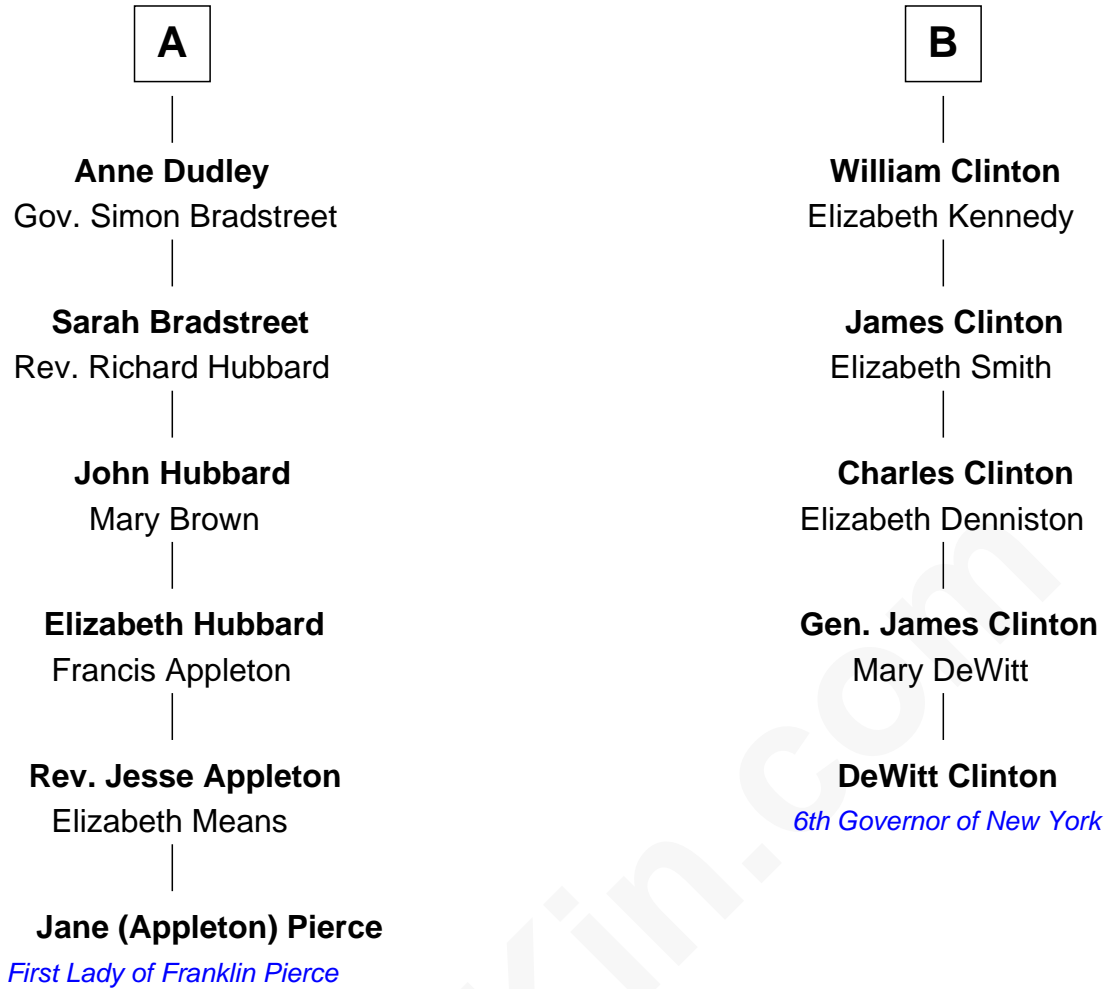 A
Anne Dudley
Gov. Simon Bradstreet
Sarah Bradstreet
Rev. Richard Hubbard
John Hubbard
Mary Brown
Elizabeth Hubbard
Francis Appleton
Rev. Jesse Appleton
Elizabeth Means
Jane (Appleton) Pierce
First Lady of Franklin Pierce
B
William Clinton
Elizabeth Kennedy
James Clinton
Elizabeth Smith
Charles Clinton
Elizabeth Denniston
Gen. James Clinton
Mary DeWitt
DeWitt Clinton
6th Governor of New York